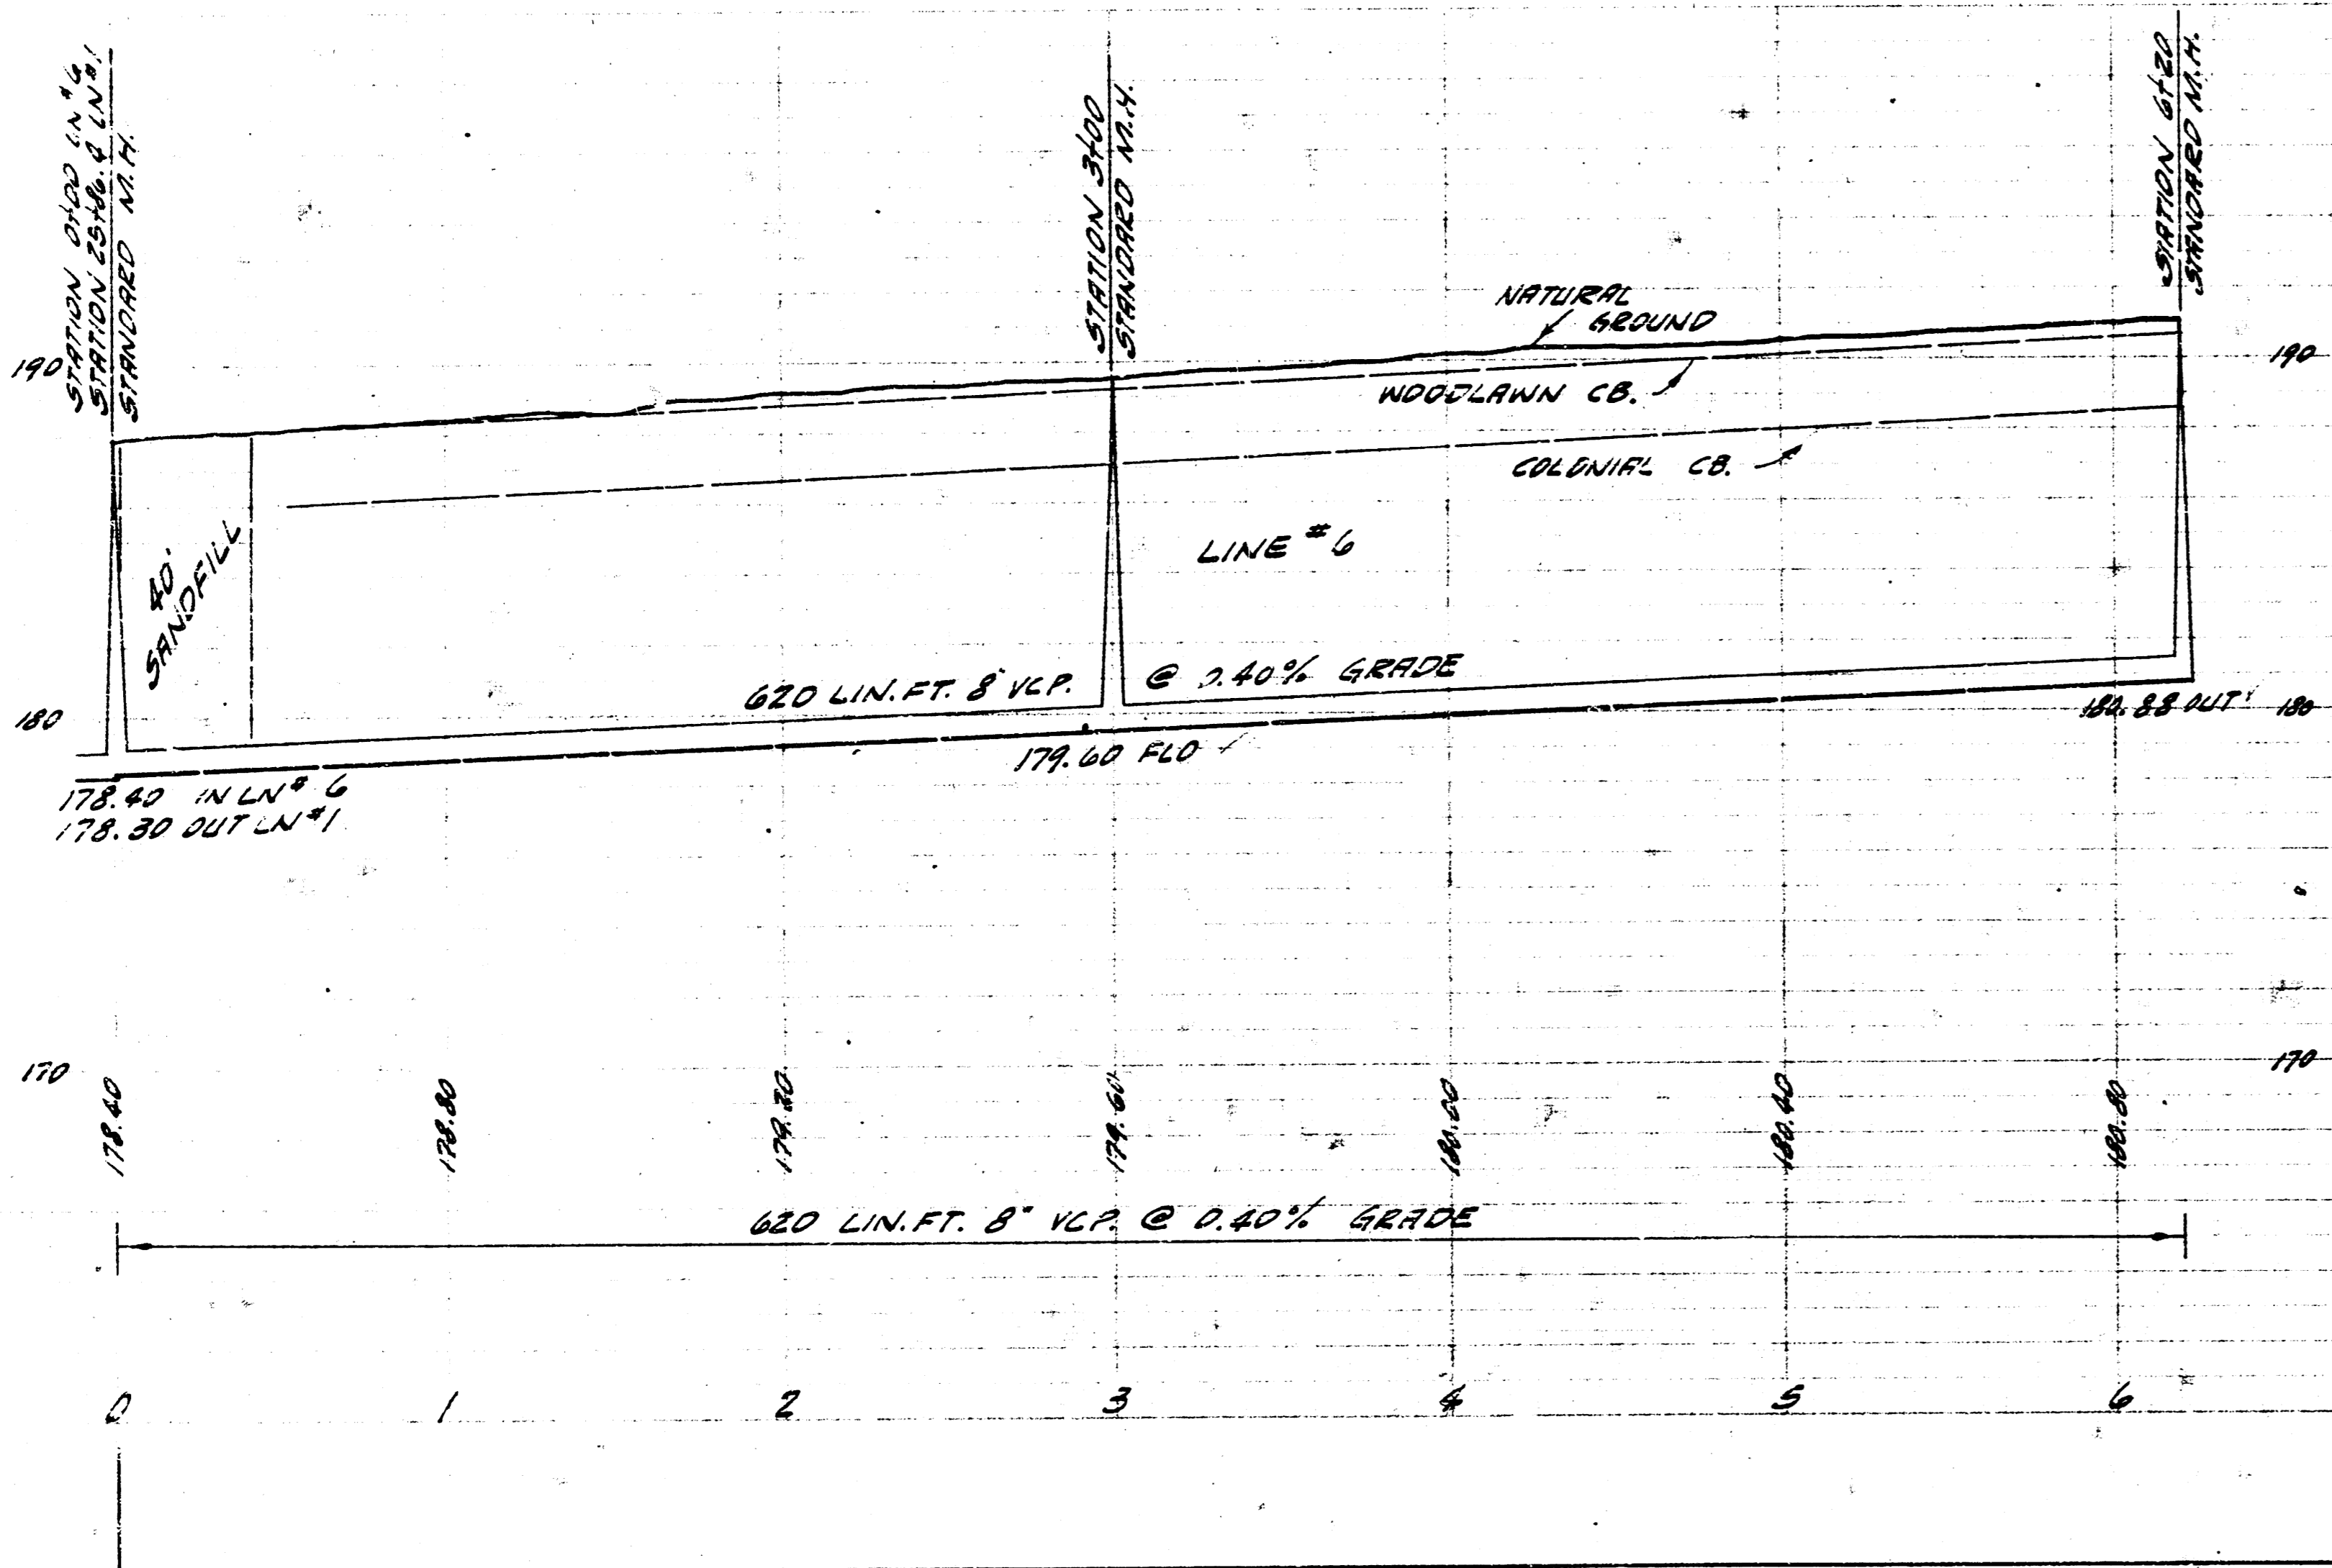 STATION 0+00 LN #6
STATION 25+86.9 LN #1
STANDARD M.H.
STATION 3+00
STANDARD M.H.
STATION 6+20
STANDARD M.H.
NATURAL
GROUND
190
190
WOODLAWN CB.
COLONIAL CB.
LINE #6
40'
SANDFILL
620 LIN. FT. 8" VCP. @ 0.40% GRADE
180
180.88 OUT
180
179.60 FLO
178.40 IN LN #6
178.30 OUT LN #1
170
170
178.40
178.80
179.20
179.60
180.00
180.40
180.80
620 LIN. FT. 8" VCP. @ 0.40% GRADE
0 1 2 3 4 5 6